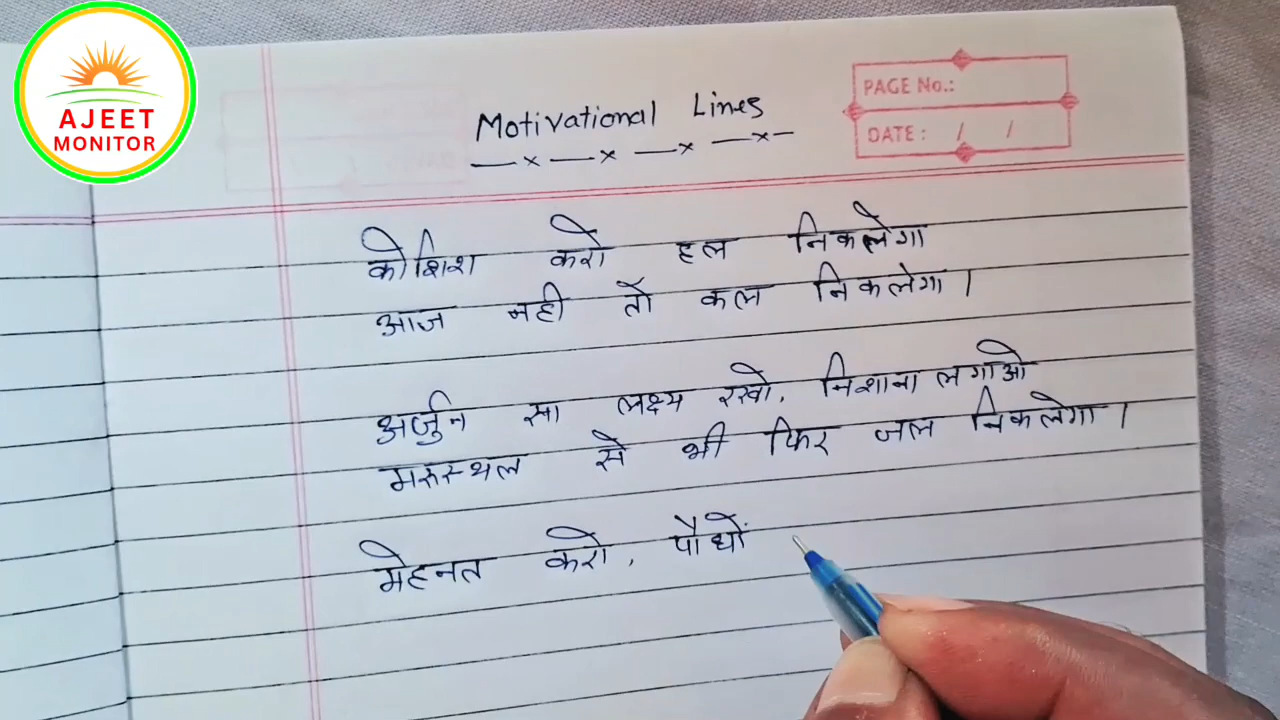 AJEET
MONITOR
PAGE No.:
DATE : / /
Motivational Lines
कोशिश करो हल निकलेगा
आज नही तो कल निकलेगा।
अर्जुन सा लक्ष्य रखो, निशाना लगाओ
मरुस्थल से भी फिर जल निकलेगा।
मेहनत करो, पौधों